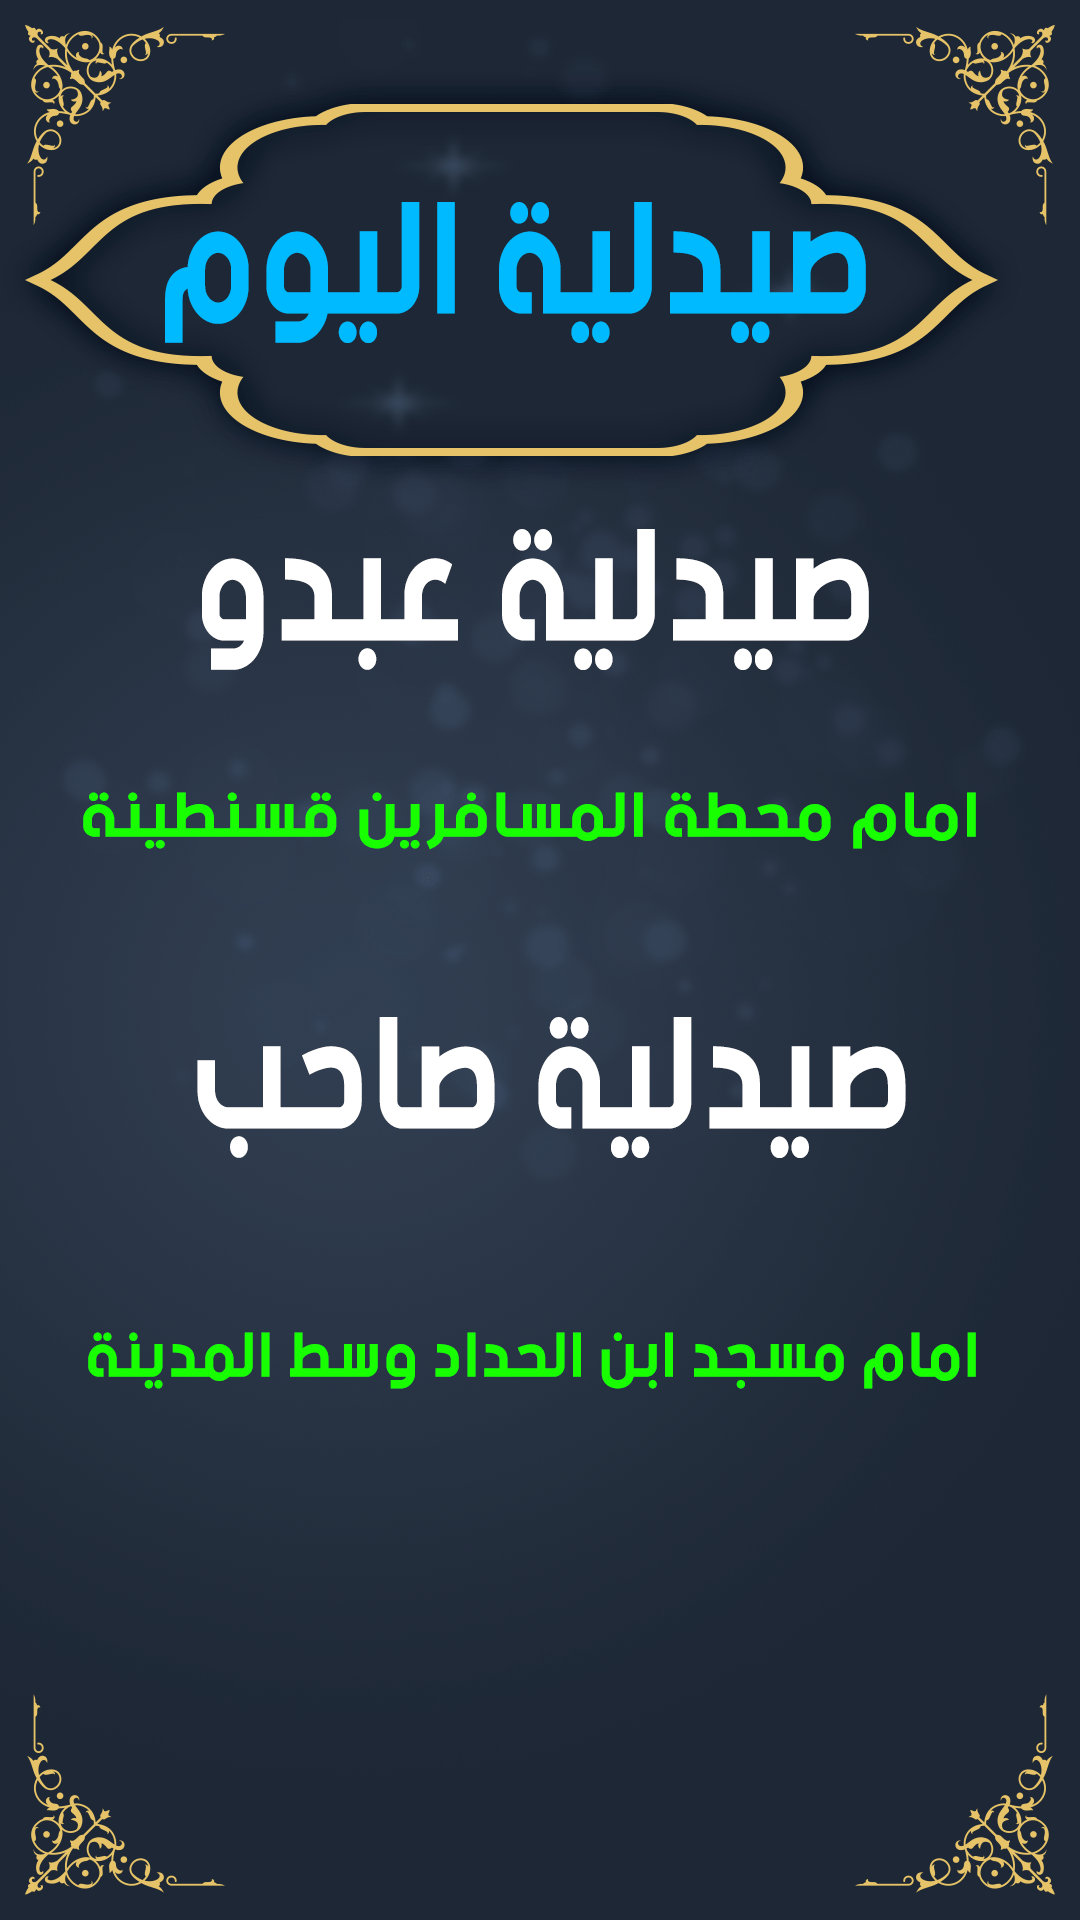 صيدلية اليوم
صيدلية عبدو
امام محطة المسافرين قسنطينة
صيدلية صاحب
امام مسجد ابن الحداد وسط المدينة